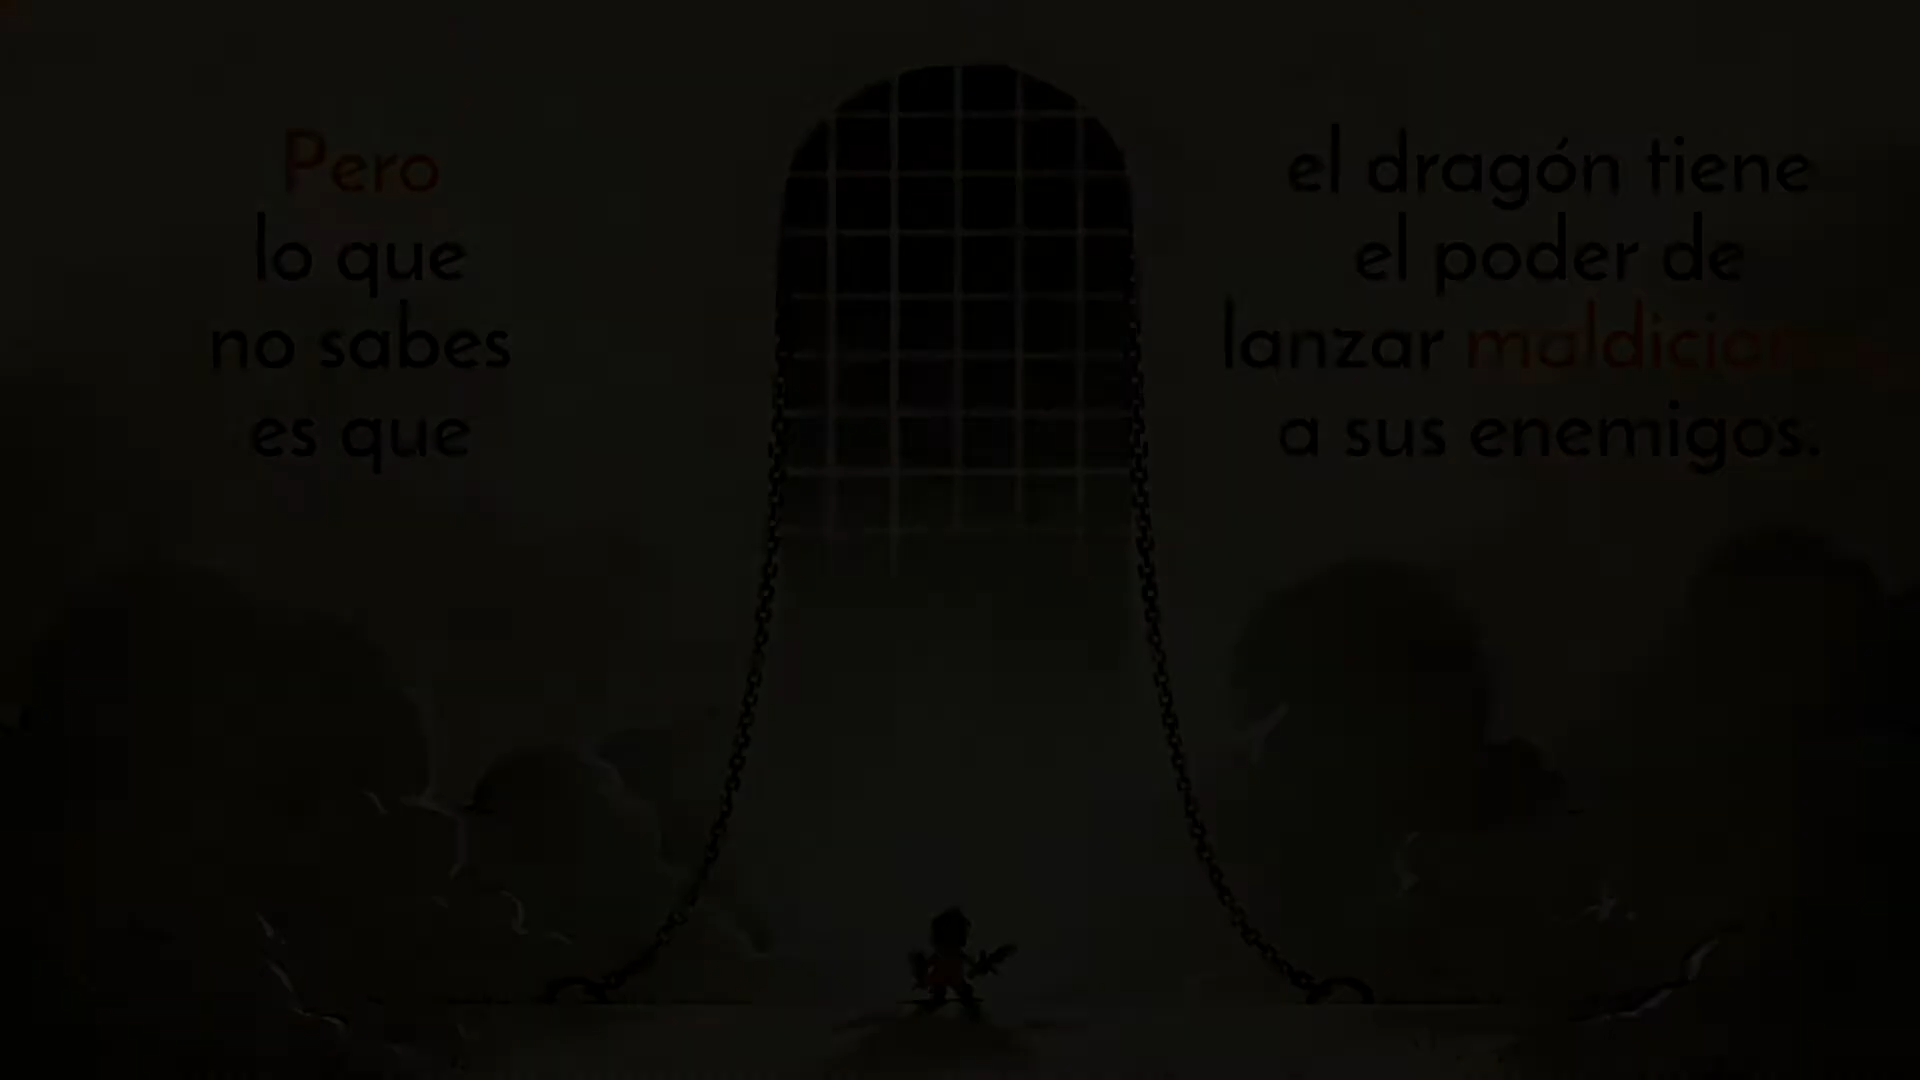 Pero
lo que
no sabes
es que
el dragón tiene
el poder de
lanzar
a sus enemigos.